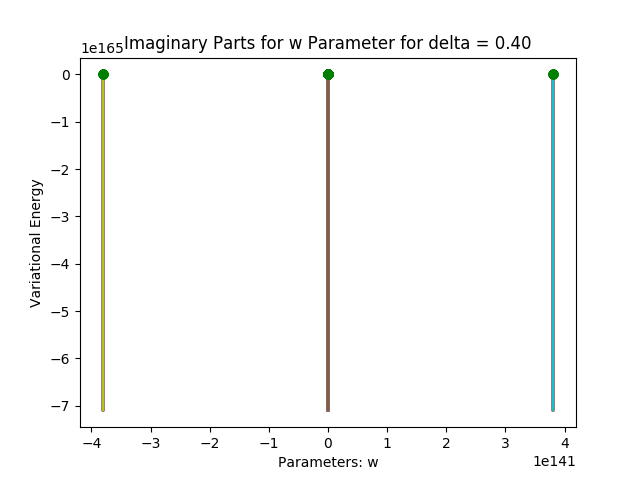 Imaginary Parts for w Parameter for delta = 0.40
1e165
0
−1
−2
−3
−4
−5
−6
−7
Variational Energy
−4 −3 −2 −1 0 1 2 3 4
1e141
Parameters: w